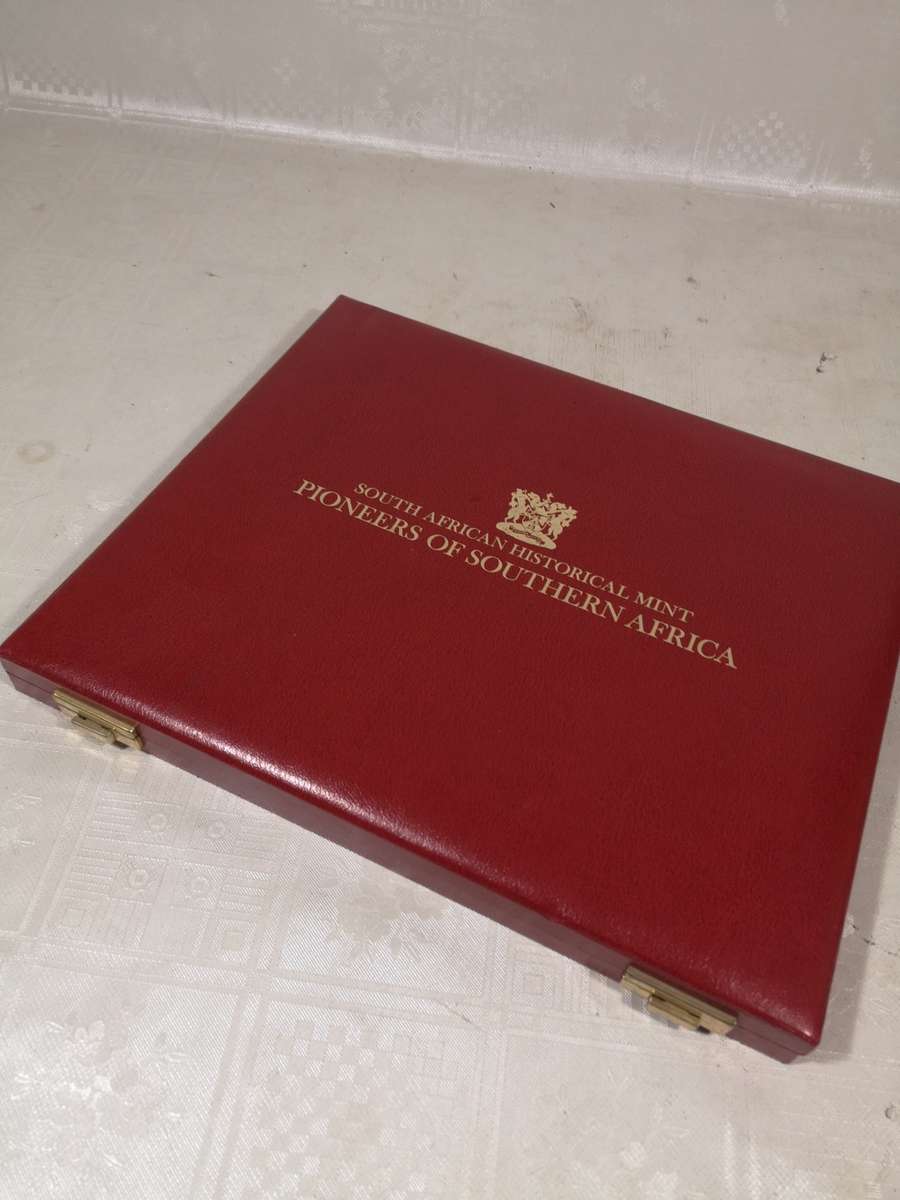 SOUTH AFRICAN HISTORICAL MINT
PIONEERS OF SOUTHERN AFRICA